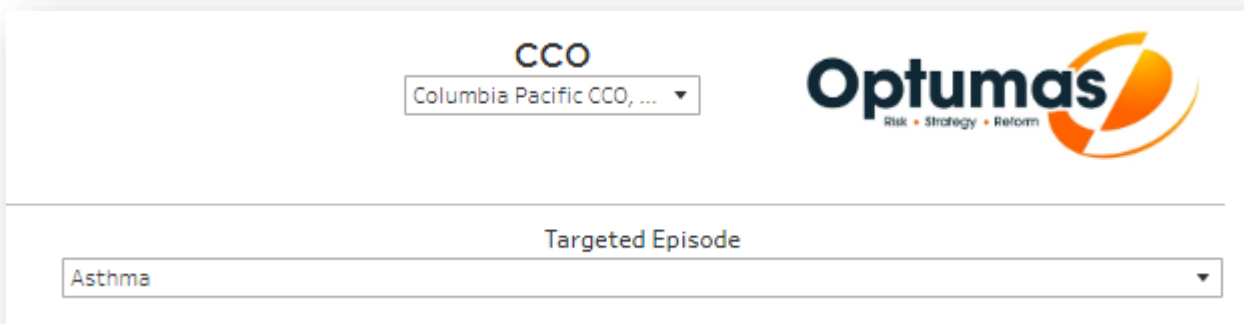 CCO
Columbia Pacific CCO, ...
Optumas
Risk • Strategy • Reform
Targeted Episode
Asthma